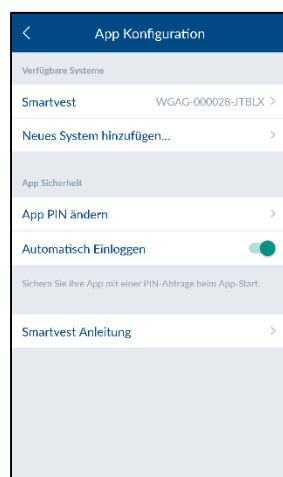 App Konfiguration
Verfügbare Systeme
Smartvest WGAG-000028-JTBLX
Neues System hinzufügen...
App Sicherheit
App PIN ändern
Automatisch Einloggen
Sichern Sie Ihre App mit einer PIN-Abfrage beim App-Start.
Smartvest Anleitung